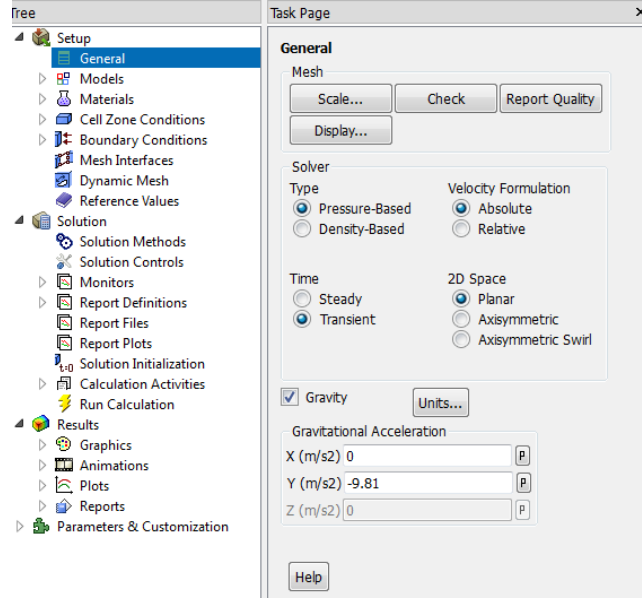 Tree
Setup
General
Models
Materials
Cell Zone Conditions
Boundary Conditions
Mesh Interfaces
Dynamic Mesh
Reference Values
Solution
Solution Methods
Solution Controls
Monitors
Report Definitions
Report Files
Report Plots
t=0 Solution Initialization
Calculation Activities
Run Calculation
Results
Graphics
Animations
Plots
Reports
Parameters & Customization
Task Page
General
Mesh
Scale... Check Report Quality
Display...
Solver
Type Velocity Formulation
Pressure-Based Absolute
Density-Based Relative
Time 2D Space
Steady Planar
Transient Axisymmetric
Axisymmetric Swirl
Gravity Units...
Gravitational Acceleration
X (m/s2) 0 P
Y (m/s2) -9.81 P
Z (m/s2) 0 P
Help